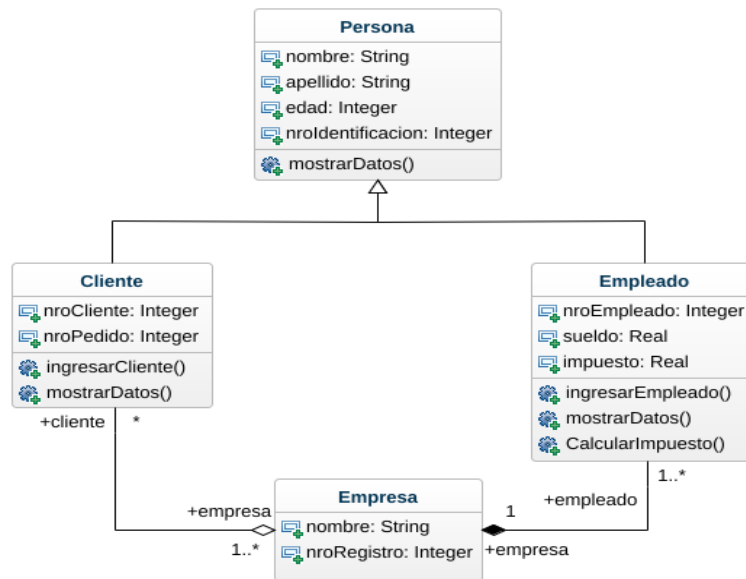 Persona
nombre: String
apellido: String
edad: Integer
nroIdentificacion: Integer
mostrarDatos()
Cliente
nroCliente: Integer
nroPedido: Integer
ingresarCliente()
mostrarDatos()
Empleado
nroEmpleado: Integer
sueldo: Real
impuesto: Real
ingresarEmpleado()
mostrarDatos()
CalcularImpuesto()
+cliente *
1..*
+empleado
+empresa
1..*
Empresa
nombre: String
nroRegistro: Integer
1
+empresa